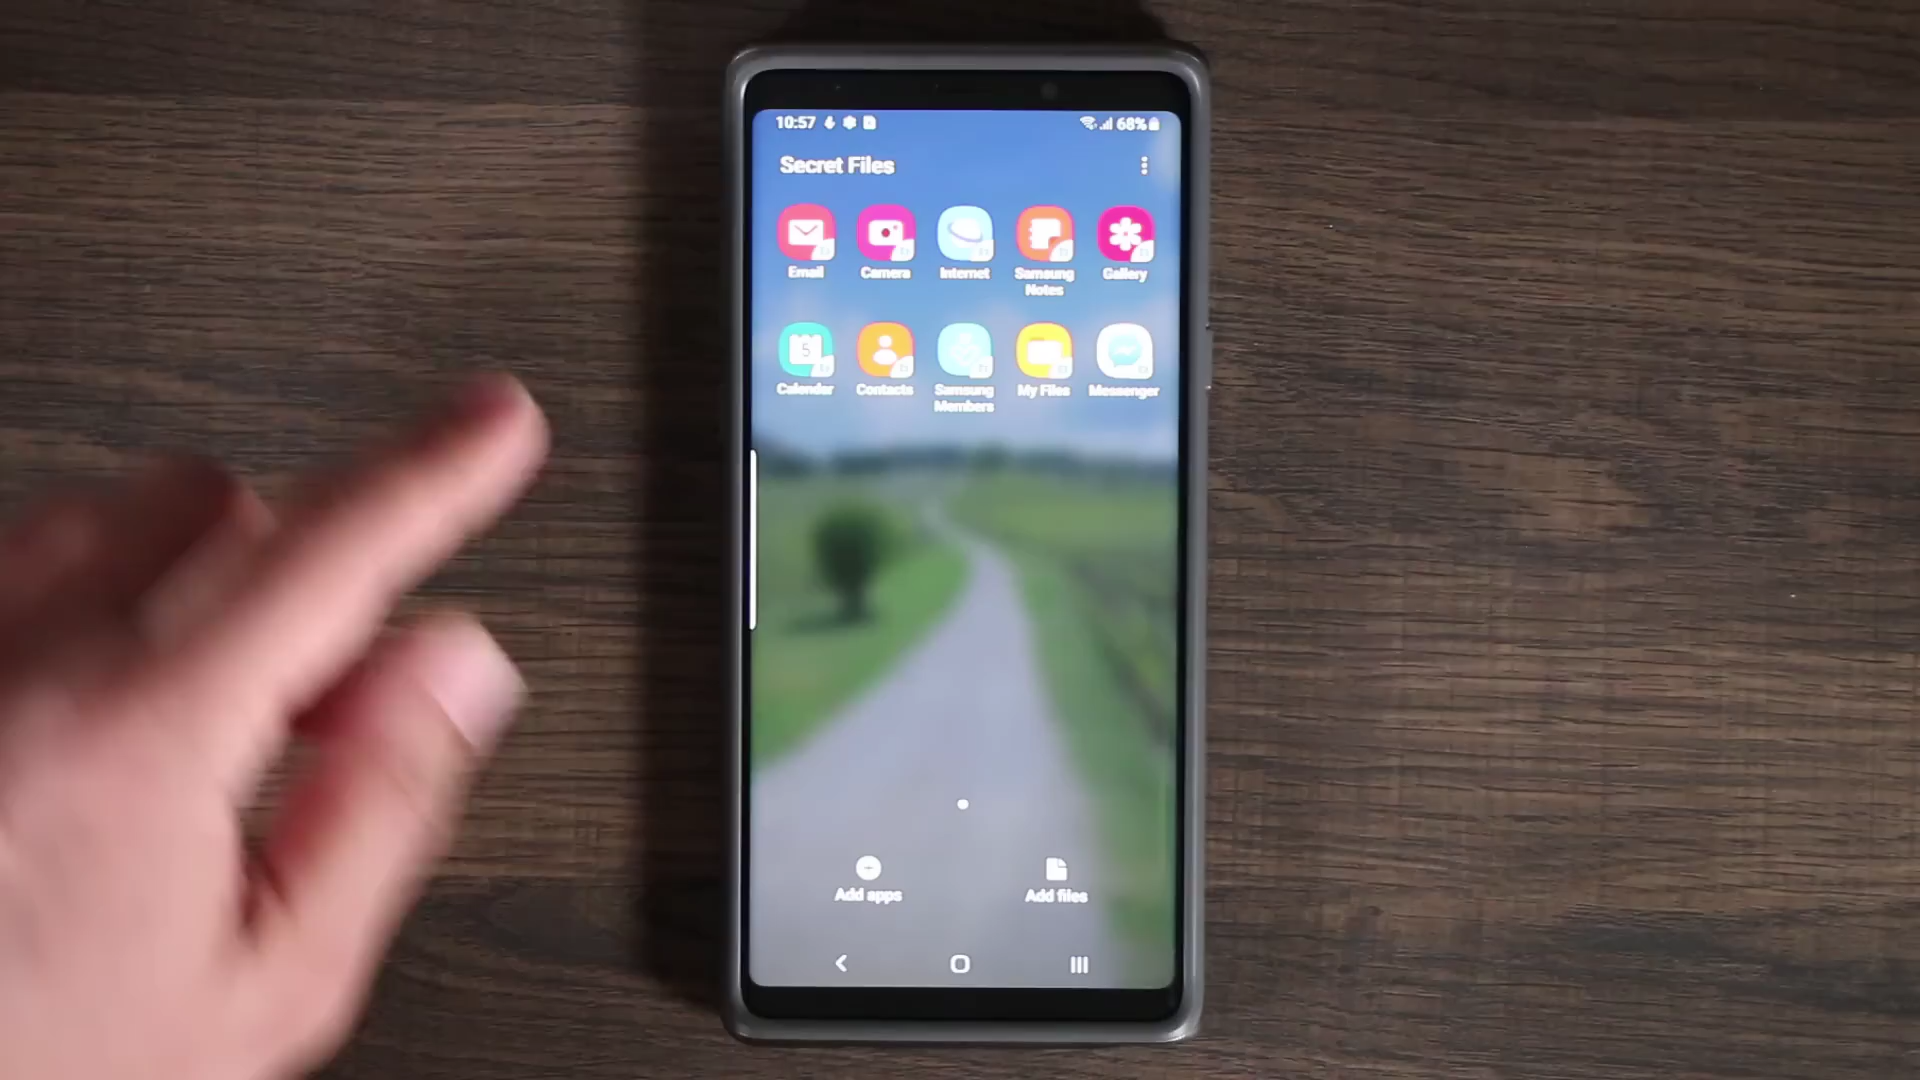 10:57 68%
Secret Files
Email Camera Internet Samsung Notes Gallery
5
Calendar Contacts Samsung Members My Files Messenger
Add apps Add files